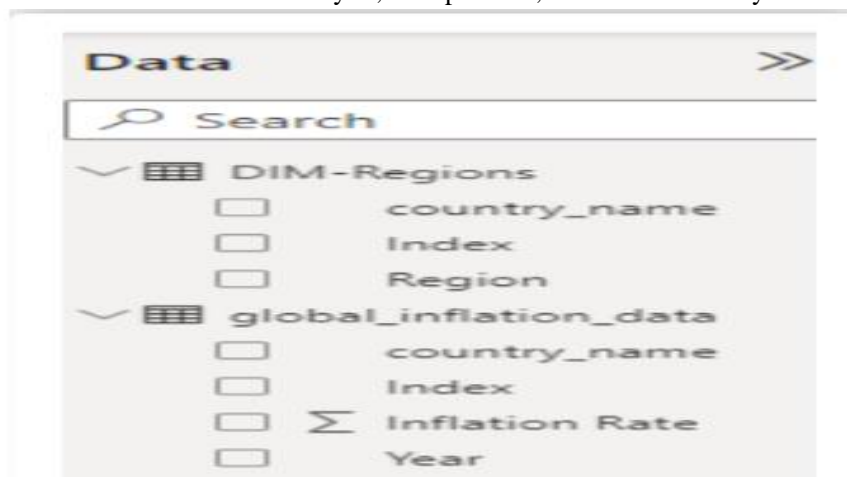 Data
Search
DIM-Regions
country_name
Index
Region
global_inflation_data
country_name
Index
Σ Inflation Rate
Year